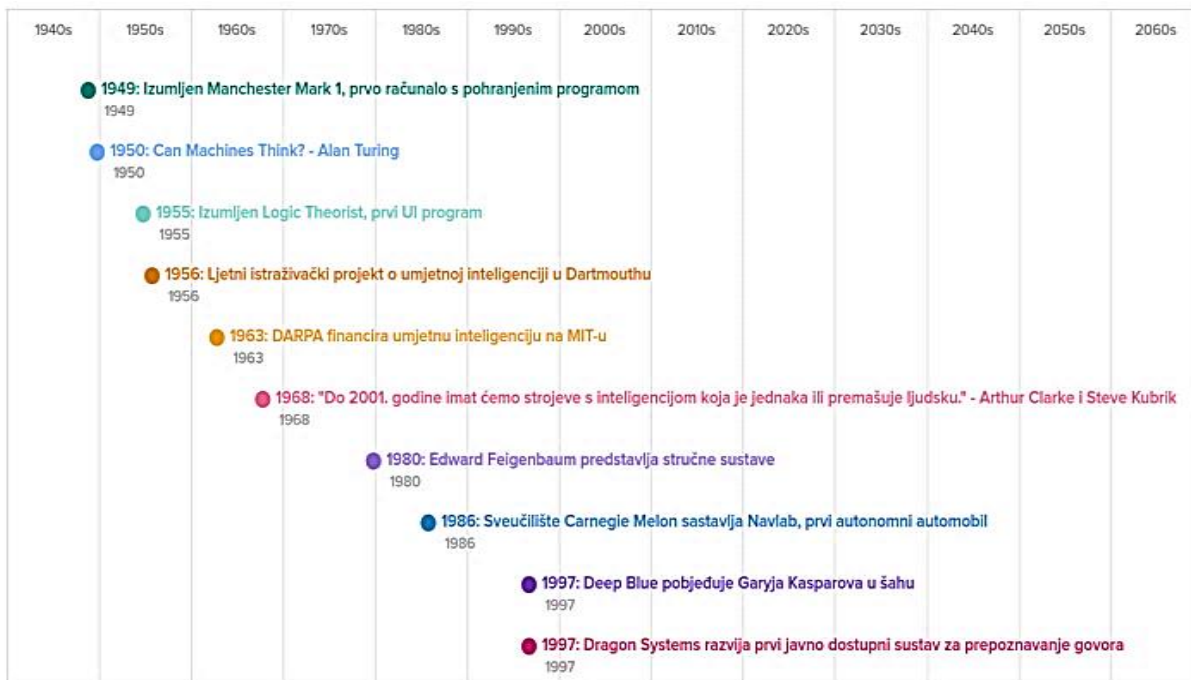 1940s 1950s 1960s 1970s 1980s 1990s 2000s 2010s 2020s 2030s 2040s 2050s 2060s
1949: Izumljen Manchester Mark 1, prvo računalo s pohranjenim programom
1949
1950: Can Machines Think? - Alan Turing
1950
1955: Izumljen Logic Theorist, prvi UI program
1955
1956: Ljetni istraživački projekt o umjetnoj inteligenciji u Dartmouthu
1956
1963: DARPA financira umjetnu inteligenciju na MIT-u
1963
1968: "Do 2001. godine imat ćemo strojeve s inteligencijom koja je jednaka ili premašuje ljudsku." - Arthur Clarke i Steve Kubrik
1968
1980: Edward Feigenbaum predstavlja stručne sustave
1980
1986: Sveučilište Carnegie Melon sastavlja Navlab, prvi autonomni automobil
1986
1997: Deep Blue pobjeđuje Garyja Kasparova u šahu
1997
1997: Dragon Systems razvija prvi javno dostupni sustav za prepoznavanje govora
1997